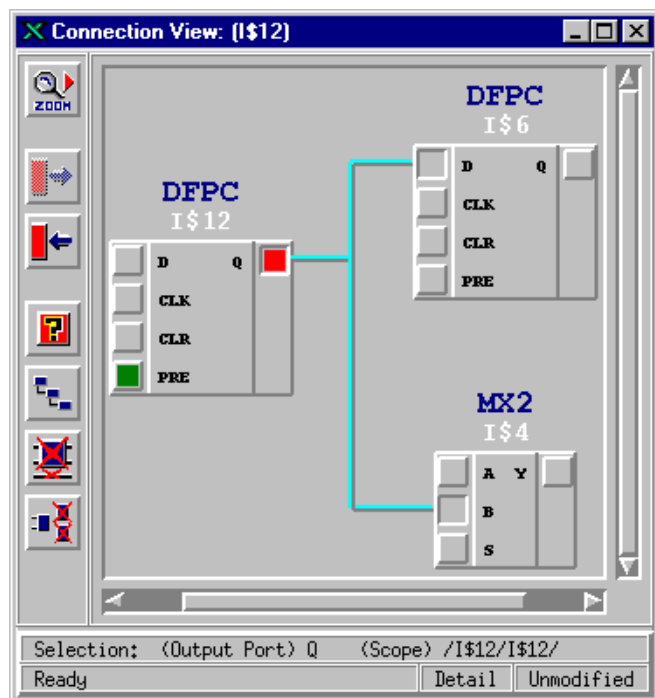 Connection View: (I$12)
ZOOM
DFPC
I$6
D Q
CLK
CLR
PRE
DFPC
I$12
D Q
CLK
CLR
PRE
?
MX2
I$4
A Y
B
S
Selection: (Output Port) Q (Scope) /I$12/I$12/
Ready Detail Unmodified